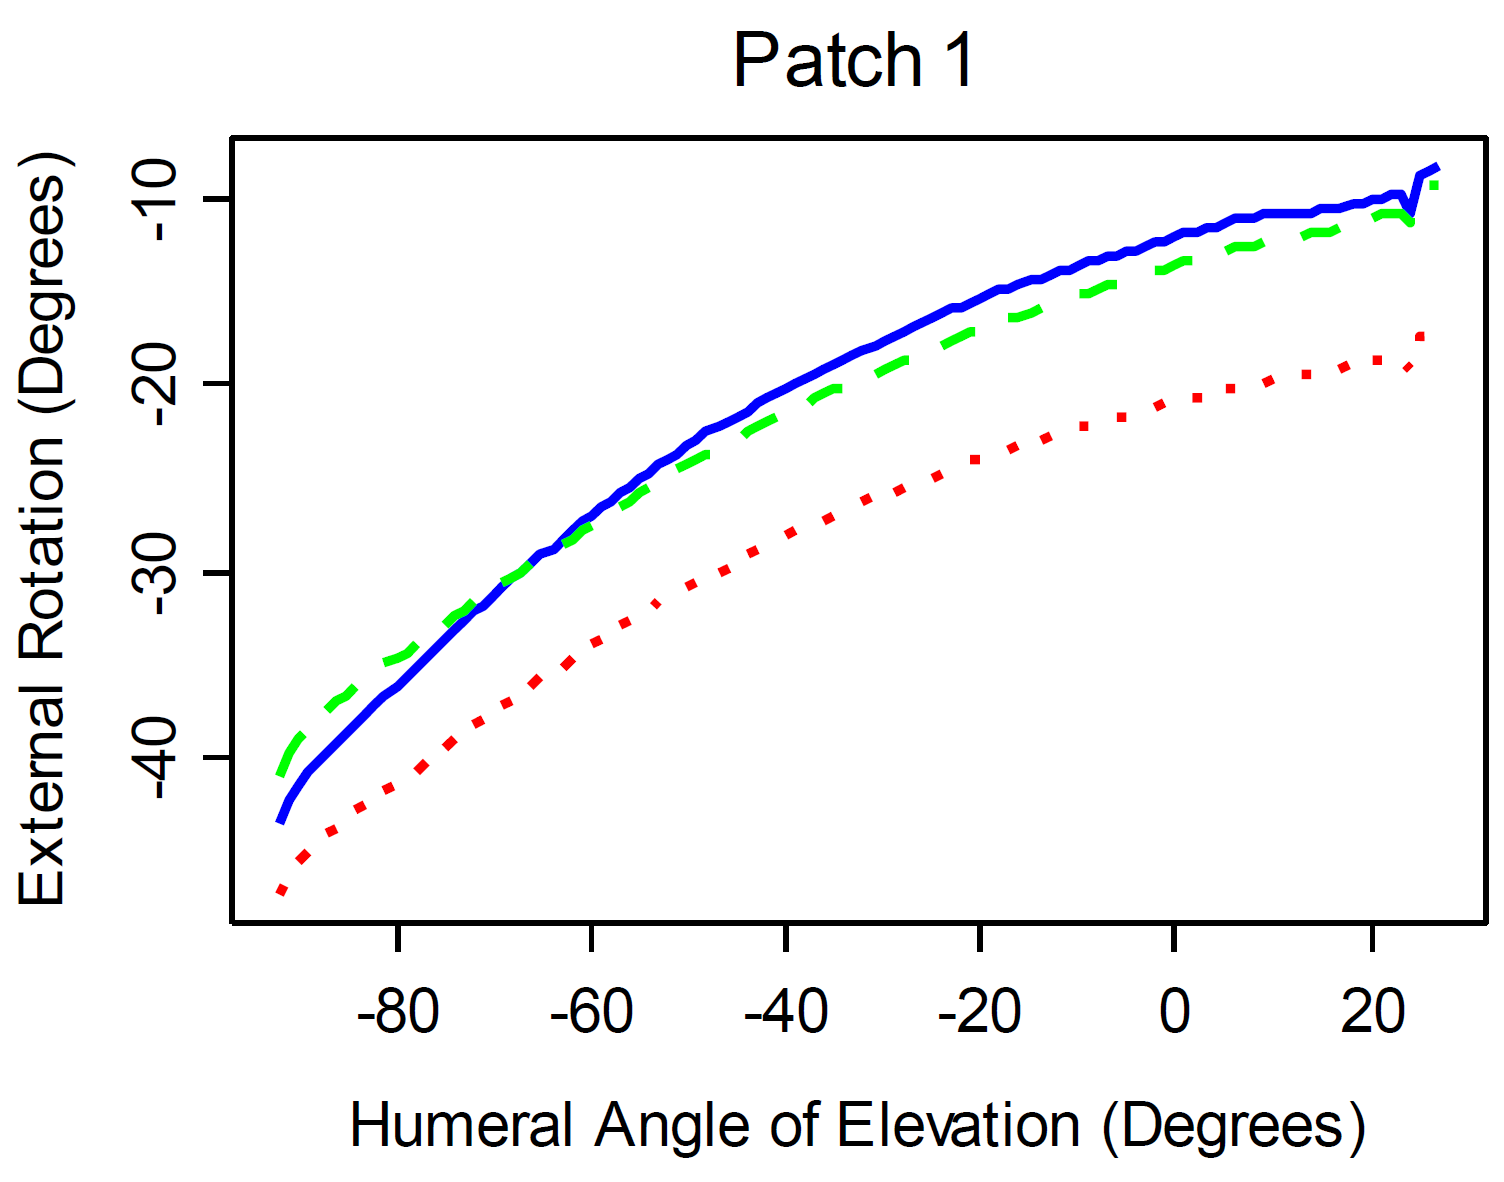 Patch 1
External Rotation (Degrees)
-10
-20
-30
-40
-80 -60 -40 -20 0 20
Humeral Angle of Elevation (Degrees)